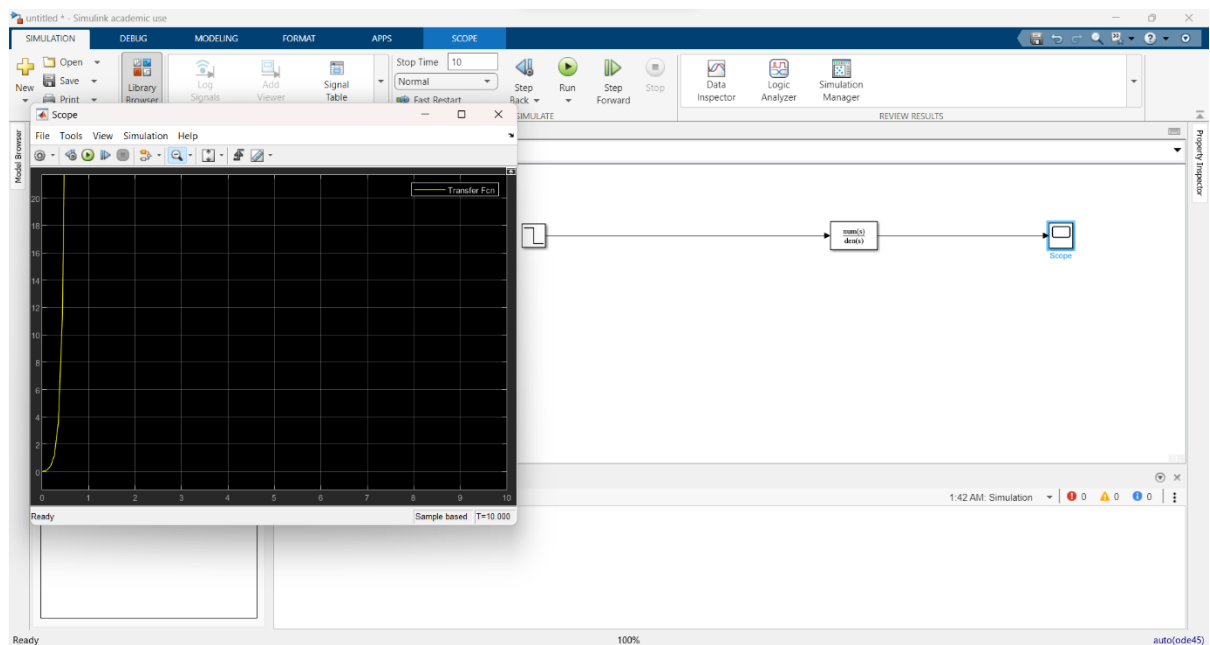 untitled * - Simulink academic use
SIMULATION DEBUG MODELING FORMAT APPS SCOPE
New
Open
Save
Print
Library Browser
Log Signals
Add Viewer
Signal Table
Stop Time 10
Normal
Fast Restart
Step Back
Run
Step Forward
Stop
Data Inspector
Logic Analyzer
Simulation Manager
SIMULATE
REVIEW RESULTS
Model Browser
Property Inspector
Scope
File Tools View Simulation Help
Transfer Fcn
20
18
16
14
12
10
8
6
4
2
0
0 1 2 3 4 5 6 7 8 9 10
Ready
Sample based T=10.000
num(s)
den(s)
Scope
1:42 AM: Simulation
0 0 0
Ready
100%
auto(ode45)